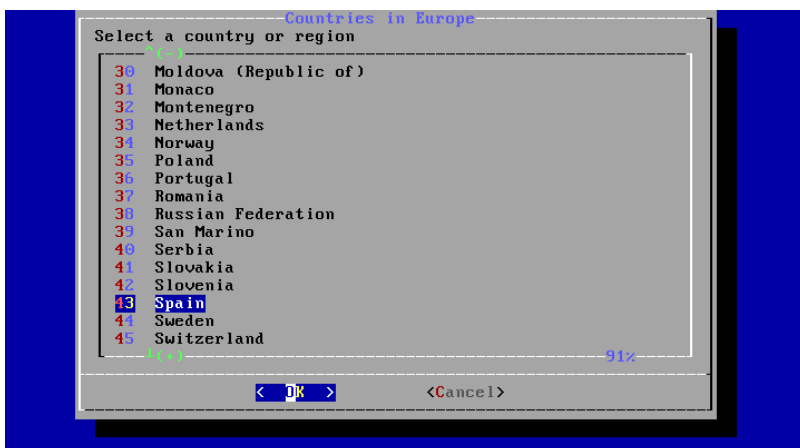 Countries in Europe
Select a country or region
^(-)
30 Moldova (Republic of)
31 Monaco
32 Montenegro
33 Netherlands
34 Norway
35 Poland
36 Portugal
37 Romania
38 Russian Federation
39 San Marino
40 Serbia
41 Slovakia
42 Slovenia
43 Spain
44 Sweden
45 Switzerland
┴(+) 91%
< OK > <Cancel>